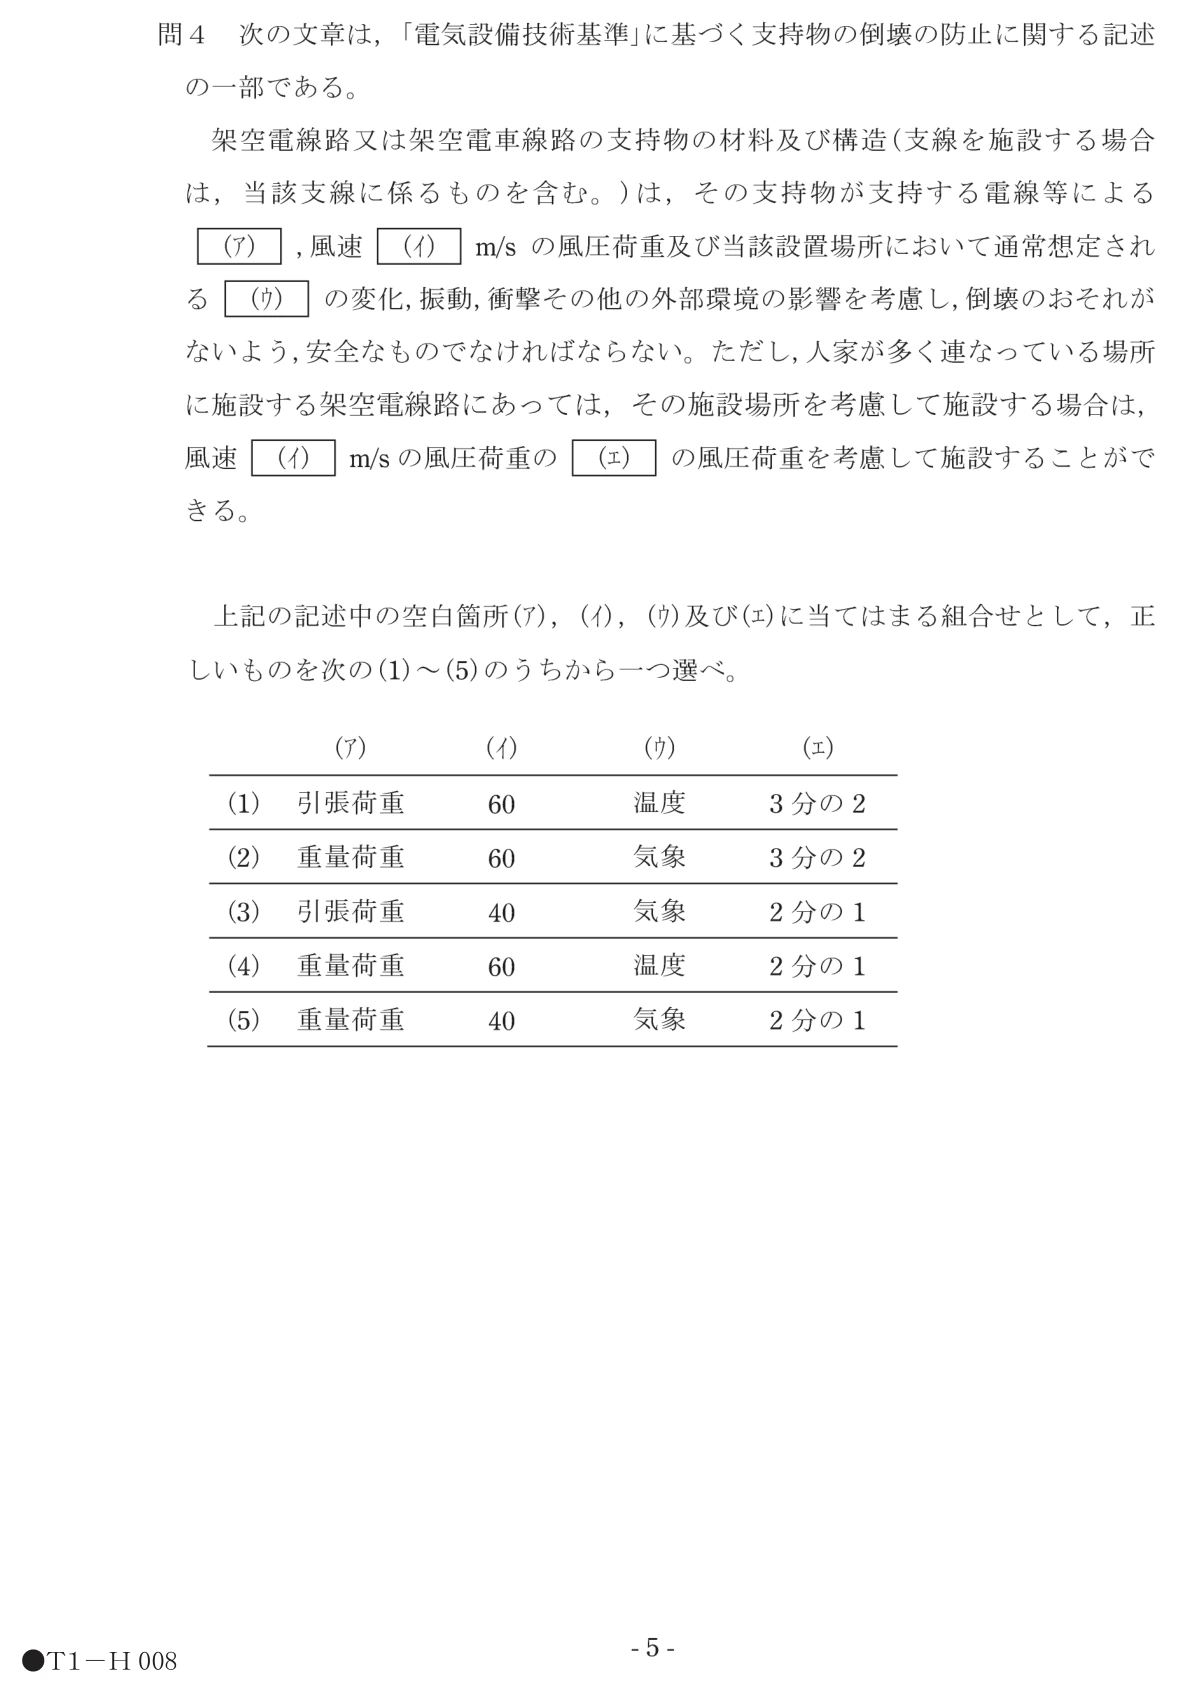 問４　次の文章は，「電気設備技術基準」に基づく支持物の倒壊の防止に関する記述
の一部である。
架空電線路又は架空電車線路の支持物の材料及び構造(支線を施設する場合
は，当該支線に係るものを含む。)は，その支持物が支持する電線等による
(ｱ) ，風速 (ｲ) m/s の風圧荷重及び当該設置場所において通常想定され
る (ｳ) の変化，振動，衝撃その他の外部環境の影響を考慮し，倒壊のおそれが
ないよう，安全なものでなければならない。ただし，人家が多く連なっている場所
に施設する架空電線路にあっては，その施設場所を考慮して施設する場合は，
風速 (ｲ) m/s の風圧荷重の (ｴ) の風圧荷重を考慮して施設することがで
きる。
上記の記述中の空白箇所(ｱ)，(ｲ)，(ｳ)及び(ｴ)に当てはまる組合せとして，正
しいものを次の(1)～(5)のうちから一つ選べ。
(ｱ) (ｲ) (ｳ) (ｴ)
(1) 引張荷重 60 温度 3 分の 2
(2) 重量荷重 60 気象 3 分の 2
(3) 引張荷重 40 気象 2 分の 1
(4) 重量荷重 60 温度 2 分の 1
(5) 重量荷重 40 気象 2 分の 1
- 5 -
●T1－H 008